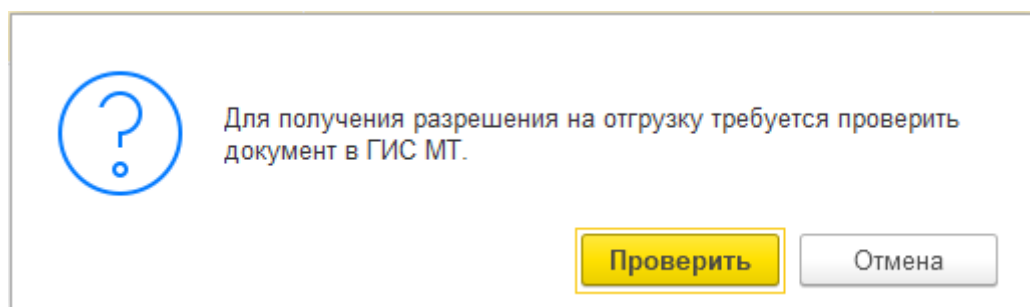 Для получения разрешения на отгрузку требуется проверить
документ в ГИС МТ.
Проверить Отмена